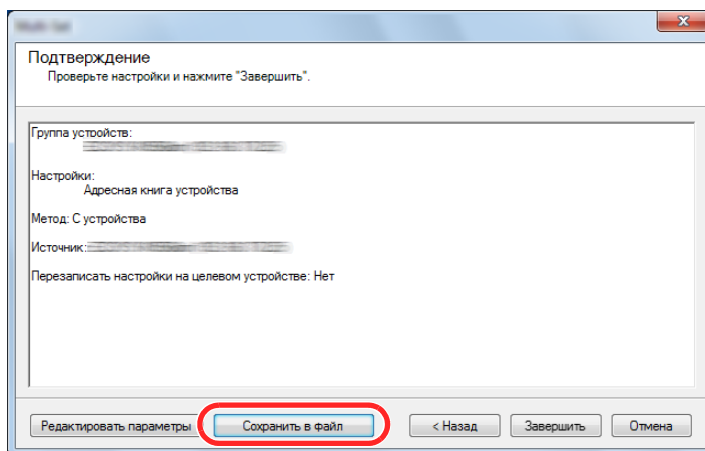 Подтверждение
Проверьте настройки и нажмите "Завершить".
Группа устройств:
Настройки:
Адресная книга устройства
Метод: С устройства
Источник:
Перезаписать настройки на целевом устройстве: Нет
Редактировать параметры Сохранить в файл < Назад Завершить Отмена